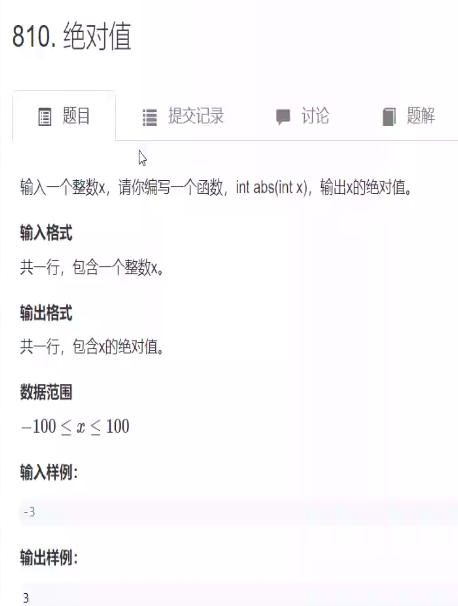 810. 绝对值
题目 提交记录 讨论 题解
输入一个整数x，请你编写一个函数，int abs(int x)，输出x的绝对值。
输入格式
共一行，包含一个整数x。
输出格式
共一行，包含x的绝对值。
数据范围
−100 ≤ x ≤ 100
输入样例：
-3
输出样例：
3